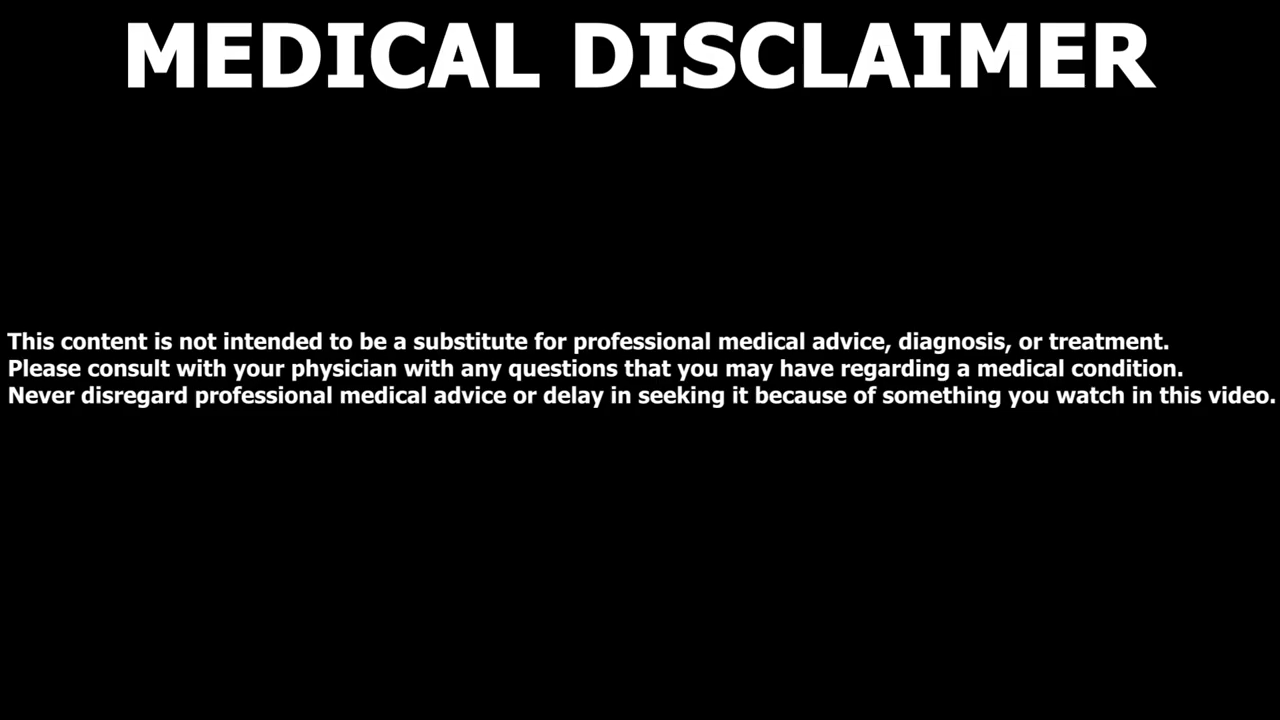 MEDICAL DISCLAIMER
This content is not intended to be a substitute for professional medical advice, diagnosis, or treatment.
Please consult with your physician with any questions that you may have regarding a medical condition.
Never disregard professional medical advice or delay in seeking it because of something you watch in this video.